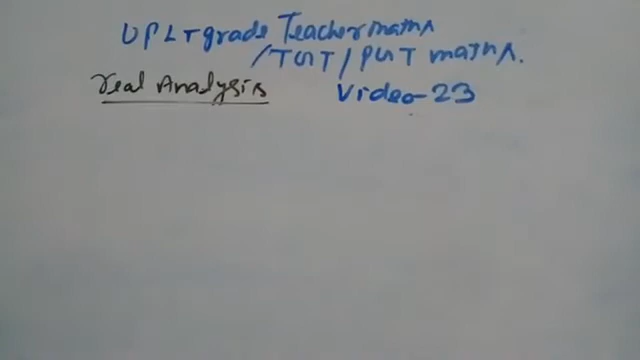 UP LT grade Teacher maths
/TGT/PGT maths.
real Analysis
Video-23